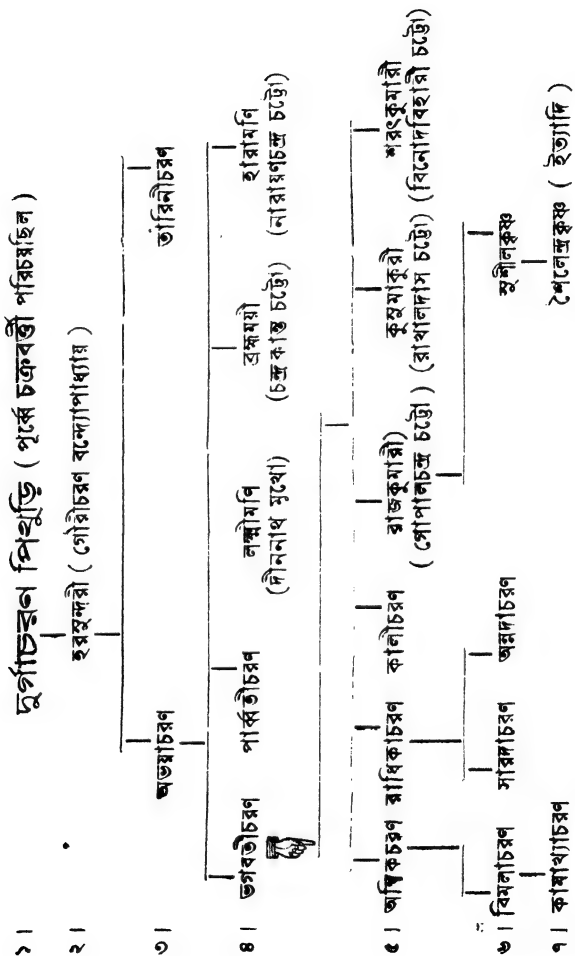 ১। দুর্গাচরণ পিথুড়ি ( পূর্ব্বে চক্রবর্ত্তী পরিচয়ছিল )
২। হরসুন্দরী ( গৌরীচরণ বন্দ্যোপাধ্যায় )
৩। অভয়াচরণ তারিনীচরণ
৪। ভগবতীচরণ পার্ব্বতীচরণ লক্ষ্মীমণি ব্রহ্মময়ী হারামণি
(দীননাথ মুখো) (চন্দ্রকান্ত চট্টো) (নারায়ণচন্দ্র চট্টো)
৫। অম্বিকচরণ রাধিকাচরণ কালীচরণ রাজকুমারী কুসুমাকুরী শরৎকুমারী
( গোপালচন্দ্র চট্টো ) (রাখালদাস চট্টো) (বিনোদবিহারী চট্টো)
৬। বিমলাচরণ সারদাচরণ অন্নদাচরণ সুশীলকৃষ্ণ
৭। কামাখ্যাচরণ শৈলেন্দ্রকৃষ্ণ ( ইত্যাদি )